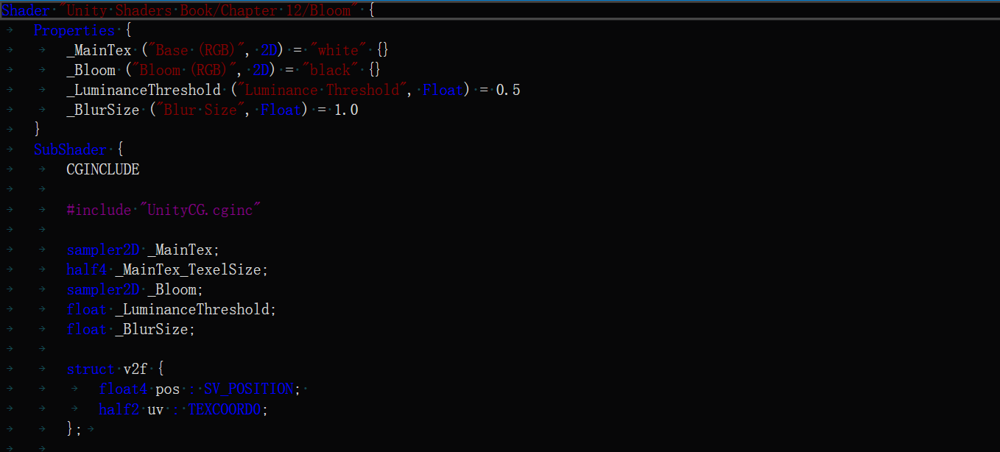 Shader "Unity Shaders Book/Chapter 12/Bloom" {
Properties {
_MainTex ("Base (RGB)", 2D) = "white" {}
_Bloom ("Bloom (RGB)", 2D) = "black" {}
_LuminanceThreshold ("Luminance Threshold", Float) = 0.5
_BlurSize ("Blur Size", Float) = 1.0
}
SubShader {
CGINCLUDE
#include "UnityCG.cginc"
sampler2D _MainTex;
half4 _MainTex_TexelSize;
sampler2D _Bloom;
float _LuminanceThreshold;
float _BlurSize;
struct v2f {
float4 pos : SV_POSITION;
half2 uv : TEXCOORD0;
};